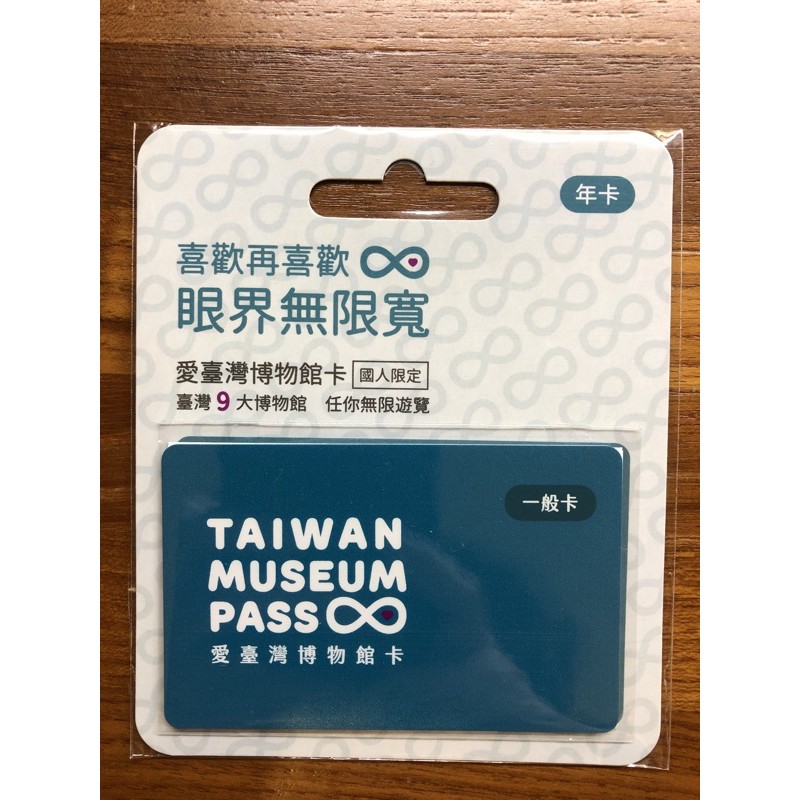 年卡
喜歡再喜歡
眼界無限寬
愛臺灣博物館卡 國人限定
臺灣9大博物館 任你無限遊覽
一般卡
TAIWAN
MUSEUM
PASS
愛臺灣博物館卡